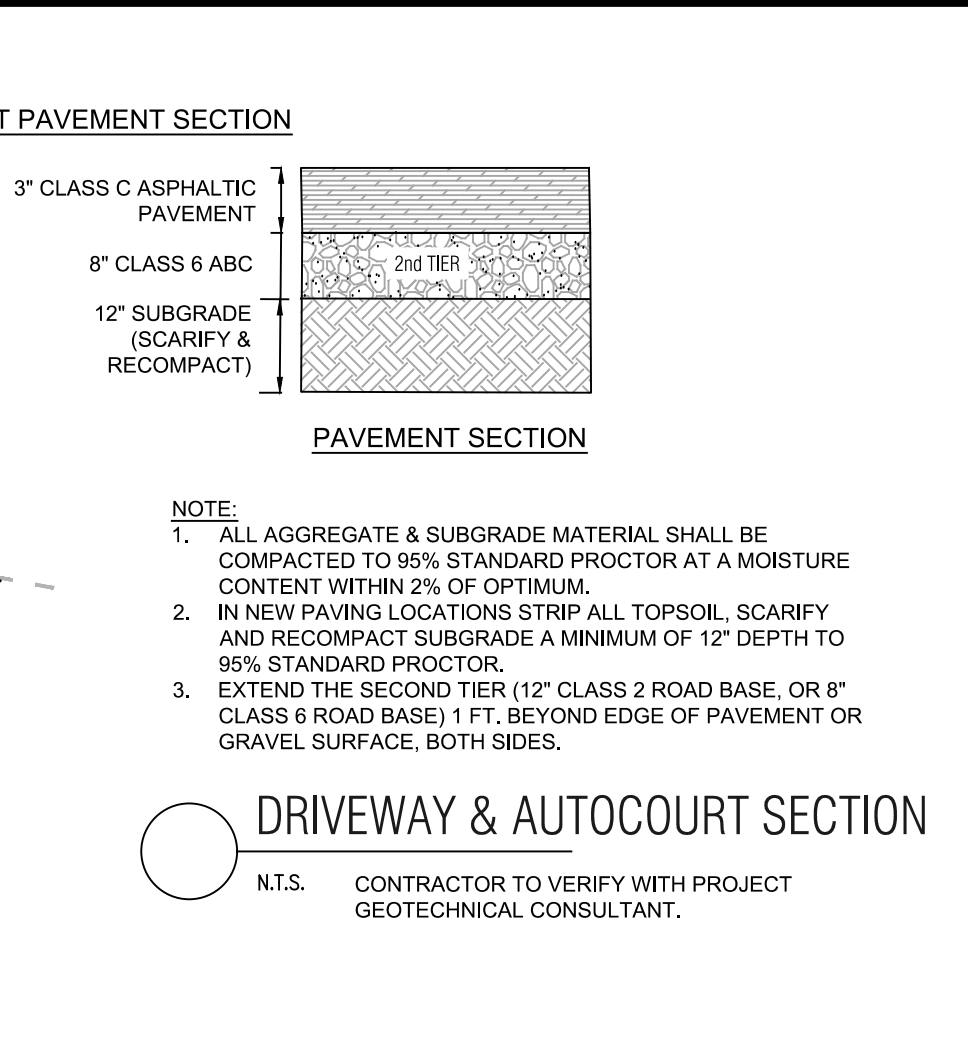 T PAVEMENT SECTION
3" CLASS C ASPHALTIC
PAVEMENT
8" CLASS 6 ABC
2nd TIER
12" SUBGRADE
(SCARIFY &
RECOMPACT)
PAVEMENT SECTION
NOTE:
1. ALL AGGREGATE & SUBGRADE MATERIAL SHALL BE
COMPACTED TO 95% STANDARD PROCTOR AT A MOISTURE
CONTENT WITHIN 2% OF OPTIMUM.
2. IN NEW PAVING LOCATIONS STRIP ALL TOPSOIL, SCARIFY
AND RECOMPACT SUBGRADE A MINIMUM OF 12" DEPTH TO
95% STANDARD PROCTOR.
3. EXTEND THE SECOND TIER (12" CLASS 2 ROAD BASE, OR 8"
CLASS 6 ROAD BASE) 1 FT. BEYOND EDGE OF PAVEMENT OR
GRAVEL SURFACE, BOTH SIDES.
DRIVEWAY & AUTOCOURT SECTION
N.T.S. CONTRACTOR TO VERIFY WITH PROJECT
GEOTECHNICAL CONSULTANT.